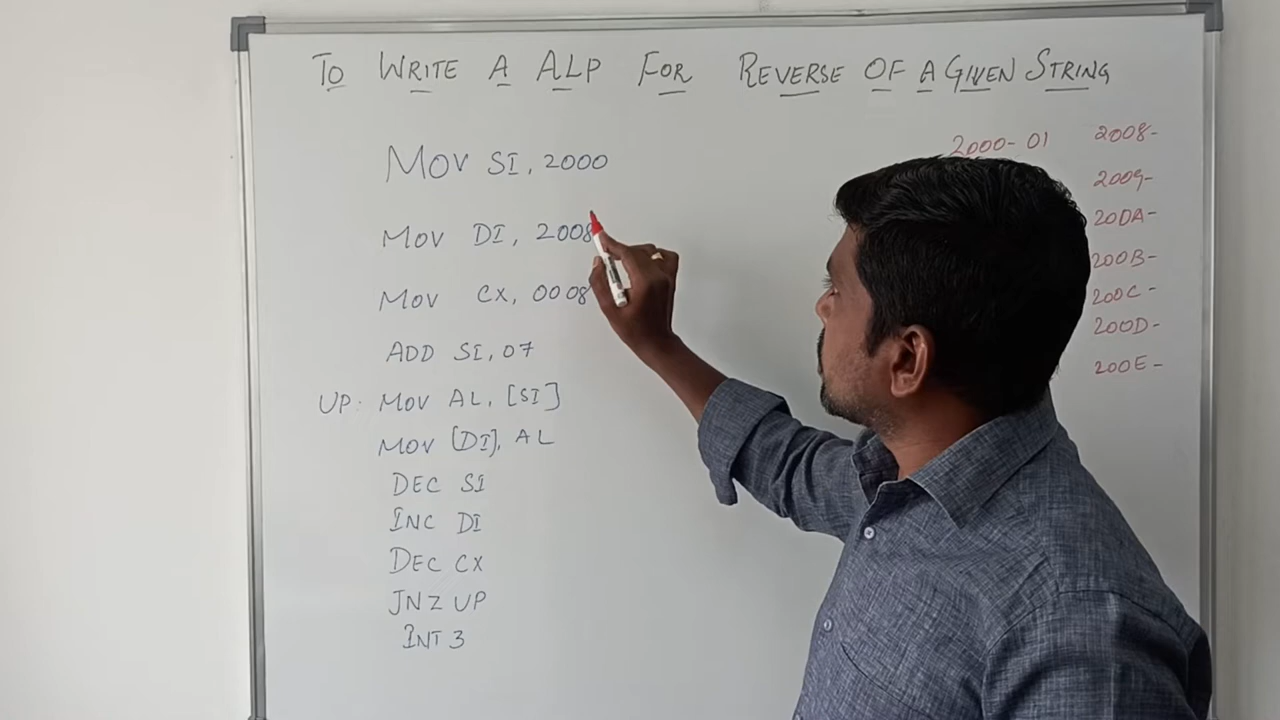 TO WRITE A ALP FOR REVERSE OF A GIVEN STRING
MOV SI, 2000
MOV DI, 2008
MOV CX, 0008
ADD SI, 07
UP: MOV AL, [SI]
MOV [DI], AL
DEC SI
INC DI
DEC CX
JNZ UP
INT 3
2000- 01
2008-
2009-
200A-
200B-
200C-
200D-
200E-